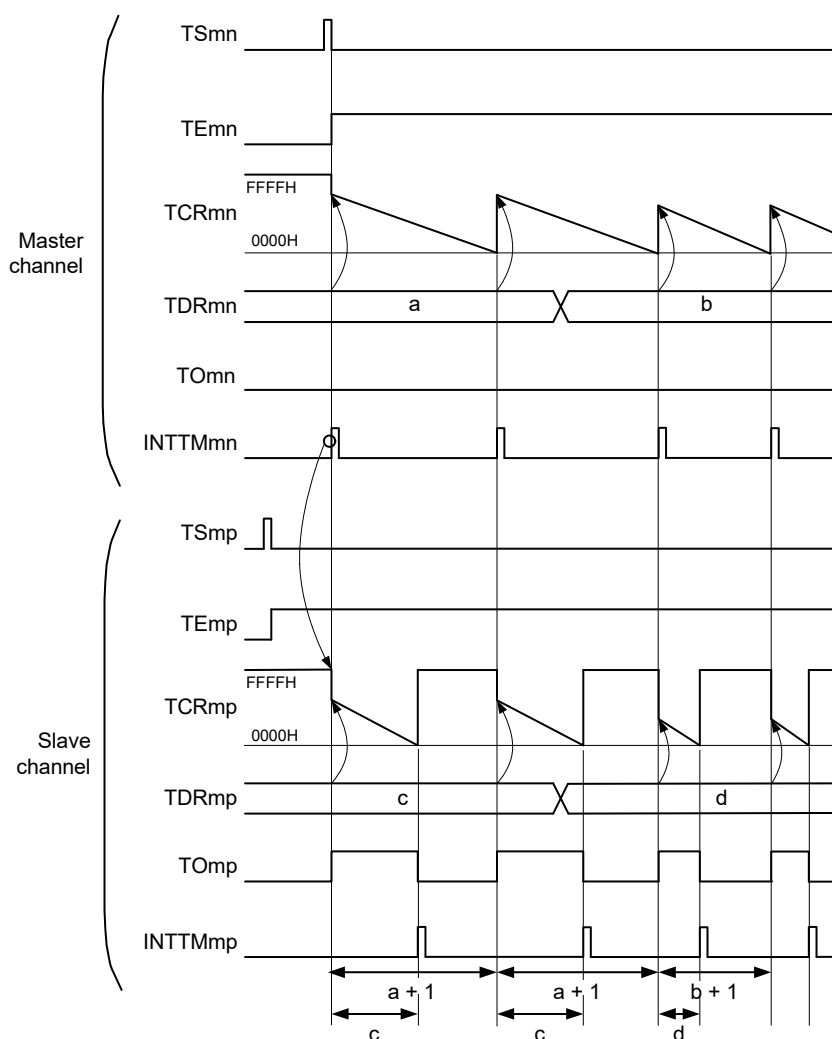 TSmn
TEmn
FFFFH
TCRmn
Master
channel
0000H
TDRmn
a
b
TOmn
INTTMmn
TSmp
TEmp
FFFFH
TCRmp
Slave
channel
0000H
TDRmp
c
d
TOmp
INTTMmp
a + 1
a + 1
b + 1
c
c
d